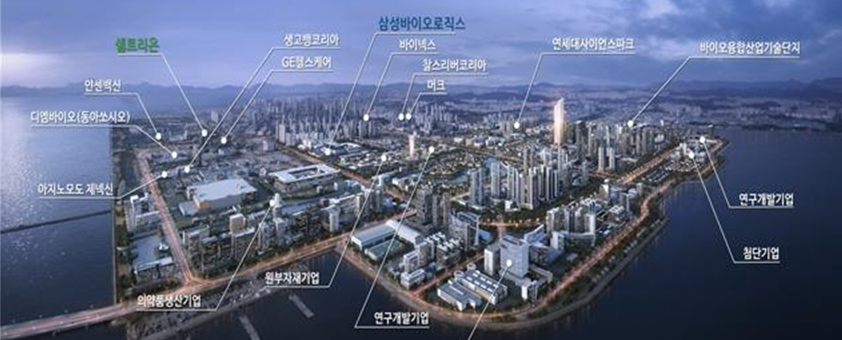 삼성바이오로직스
셀트리온
생고뱅코리아
바이넥스
연세대사이언스파크
바이오융합산업기술단지
GE헬스케어
찰스리버코리아
얀센백신
머크
디엠바이오(동아쏘시오)
아지노모도 제넥신
연구개발기업
첨단기업
원부자재기업
의약품생산기업
연구개발기업